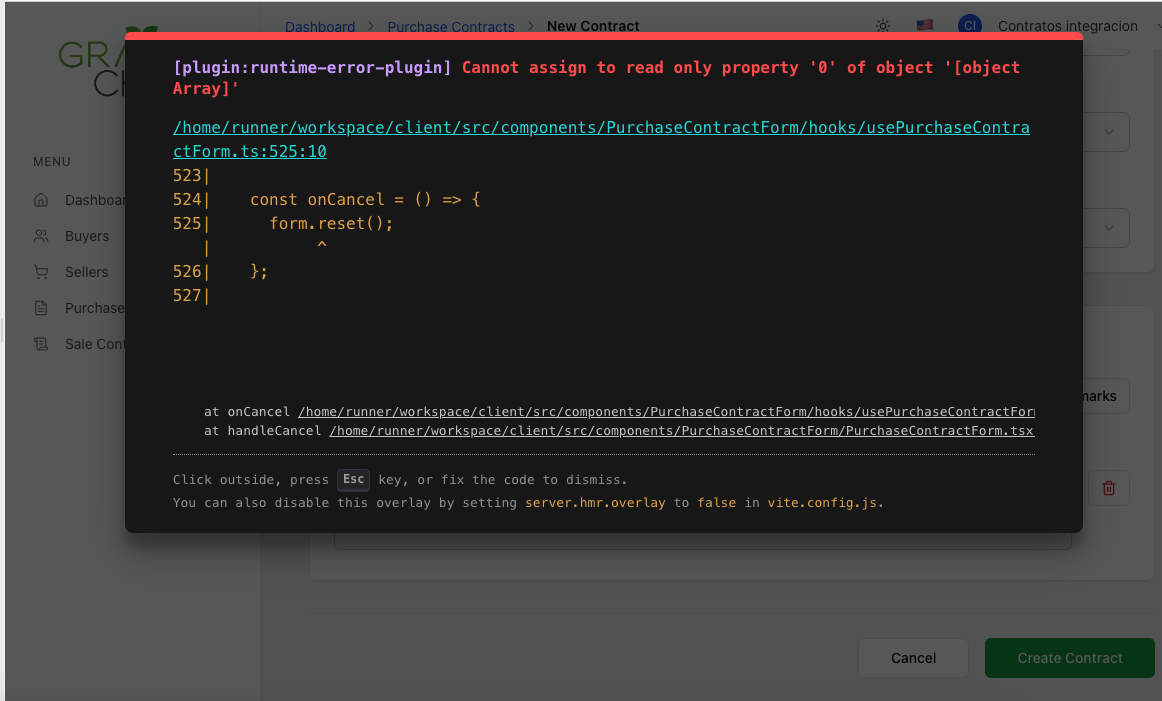 Dashboard > Purchase Contracts > New Contract
CI Contratos integracion
GRA
CH
MENU
Dashboar
Buyers
Sellers
Purchase
Sale Cont
[plugin:runtime-error-plugin] Cannot assign to read only property '0' of object '[object
Array]'
/home/runner/workspace/client/src/components/PurchaseContractForm/hooks/usePurchaseContra
ctForm.ts:525:10
523|
524|    const onCancel = () => {
525|      form.reset();
|           ^
526|    };
527|
at onCancel /home/runner/workspace/client/src/components/PurchaseContractForm/hooks/usePurchaseContractFor
at handleCancel /home/runner/workspace/client/src/components/PurchaseContractForm/PurchaseContractForm.tsx
Click outside, press Esc key, or fix the code to dismiss.
You can also disable this overlay by setting server.hmr.overlay to false in vite.config.js.
marks
Cancel
Create Contract